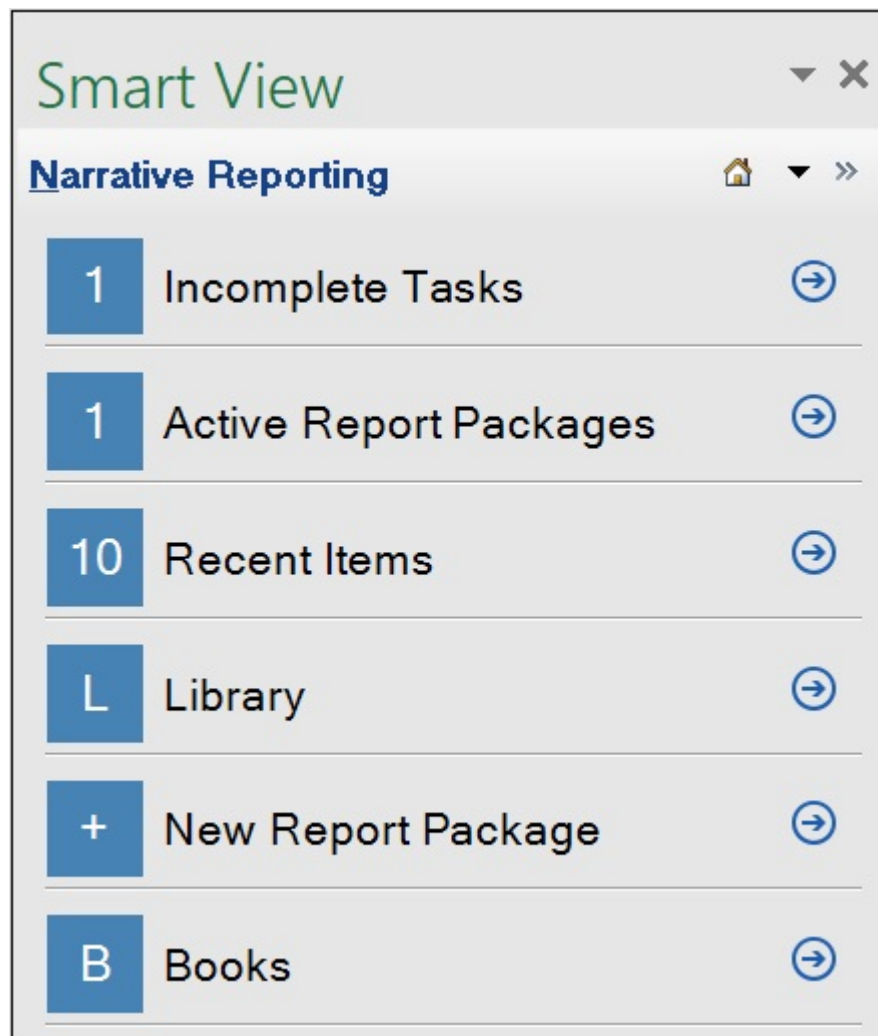 Smart View
Narrative Reporting
1 Incomplete Tasks
1 Active Report Packages
10 Recent Items
L Library
+ New Report Package
B Books